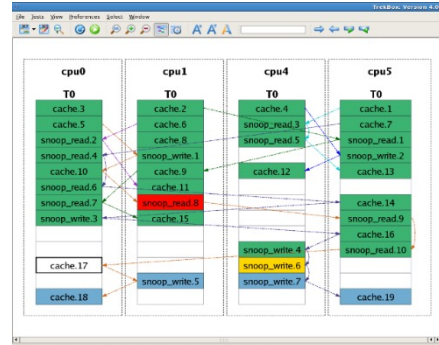 TrekBox. Version 4.0
File Tests View Preferences Select Window
cpu0 cpu1 cpu4 cpu5
T0 T0 T0 T0
cache.3 cache.2 cache.4 cache.1
cache.5 cache.6 snoop_read.3 cache.7
snoop_read.2 cache.8 snoop_read.5 snoop_read.1
snoop_read.4 snoop_write.1 snoop_write.2
cache.10 cache.9 cache.12 cache.13
snoop_read.6 cache.11
snoop_read.7 snoop_read.8 cache.14
snoop_write.3 cache.15 snoop_read.9
cache.16
snoop_write.4 snoop_read.10
cache.17 snoop_write.6
snoop_write.5 snoop_write.7
cache.18 cache.19